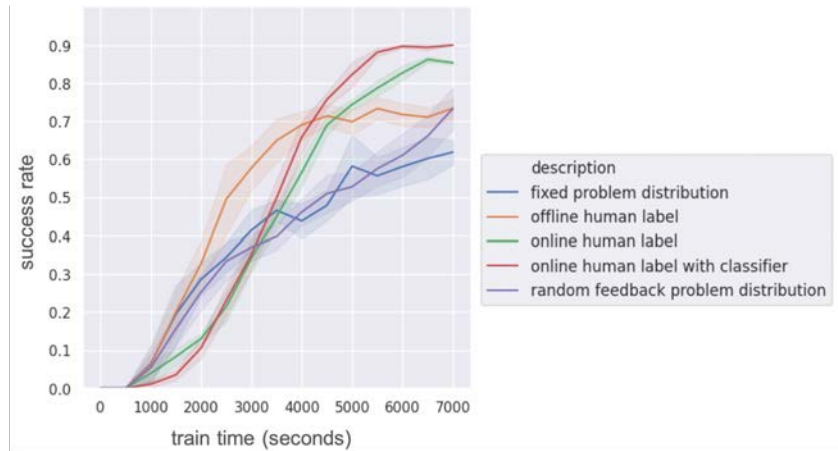 0.9
0.8
0.7
0.6
0.5
0.4
0.3
0.2
0.1
0.0
success rate
0 1000 2000 3000 4000 5000 6000 7000
train time (seconds)
description
fixed problem distribution
offline human label
online human label
online human label with classifier
random feedback problem distribution